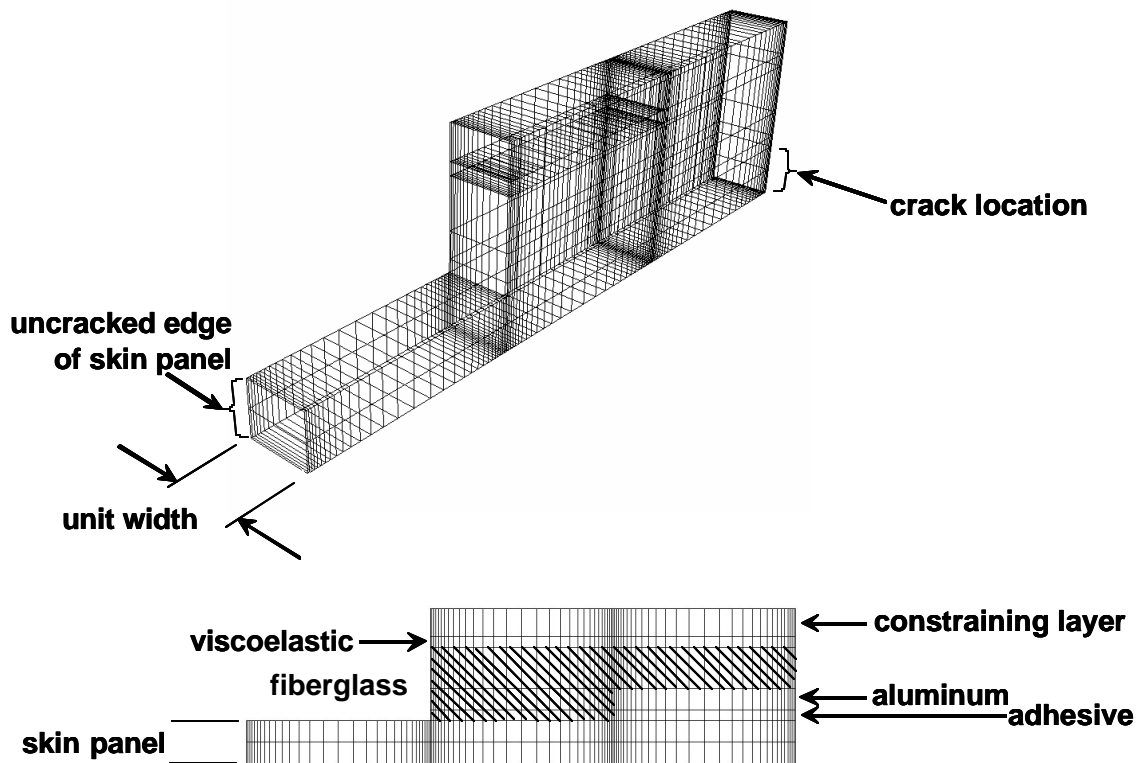 crack location
uncracked edge
of skin panel
unit width
viscoelastic
constraining layer
fiberglass
aluminum
adhesive
skin panel